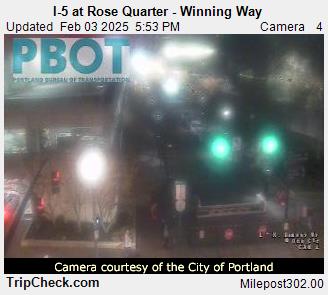 I-5 at Rose Quarter - Winning Way
Updated Feb 03 2025 5:53 PM Camera 4
PBOT
PORTLAND BUREAU OF TRANSPORTATION
Camera courtesy of the City of Portland
TripCheck.com Milepost302.00